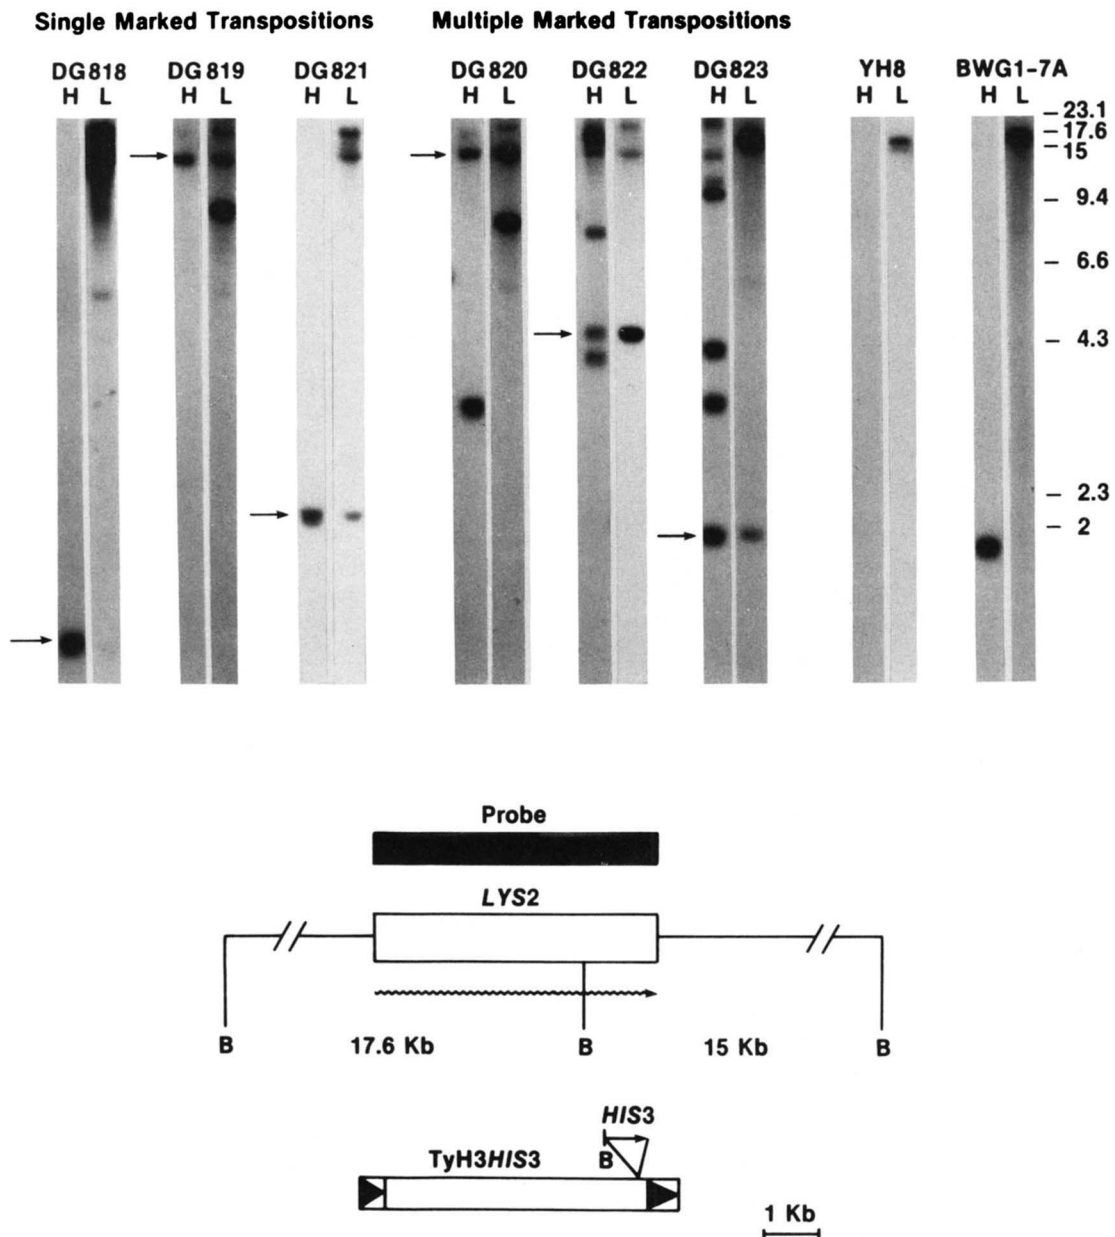 Single Marked Transpositions Multiple Marked Transpositions
DG818 DG819 DG821 DG820 DG822 DG823 YH8 BWG1-7A
H L H L H L H L H L H L H L H L
23.1
17.6
15
9.4
6.6
4.3
2.3
2
Probe
LYS2
B 17.6 Kb B 15 Kb B
HIS3
B
TyH3HIS3
1 Kb